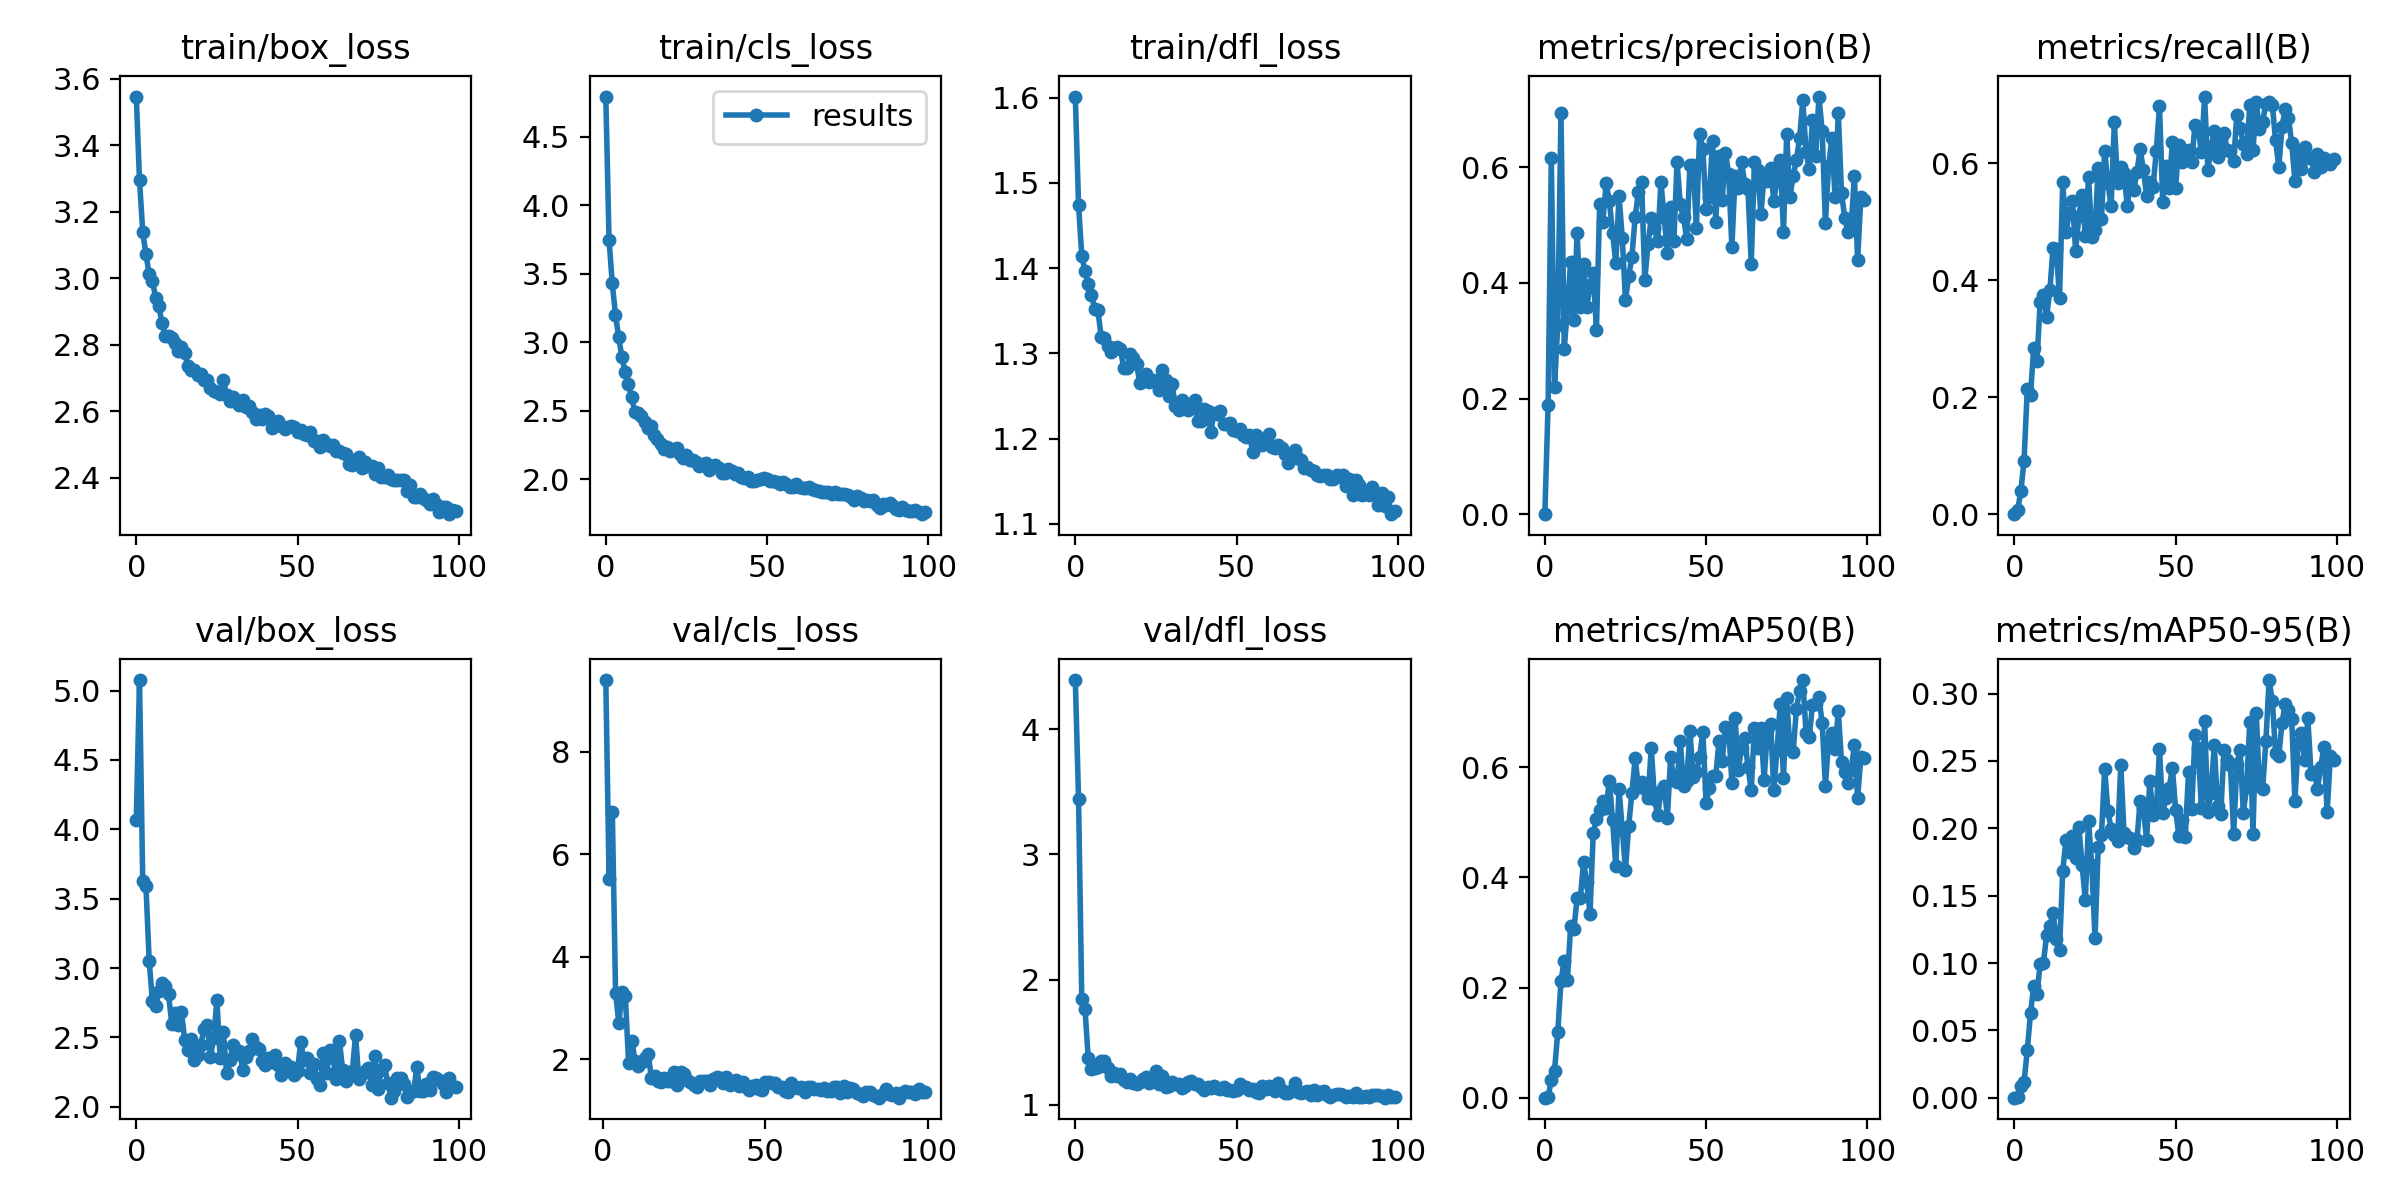 train/box_loss
3.6
3.4
3.2
3.0
2.8
2.6
2.4
0 50 100
train/cls_loss
results
4.5
4.0
3.5
3.0
2.5
2.0
0 50 100
train/dfl_loss
1.6
1.5
1.4
1.3
1.2
1.1
0 50 100
metrics/precision(B)
0.6
0.4
0.2
0.0
0 50 100
metrics/recall(B)
0.6
0.4
0.2
0.0
0 50 100
val/box_loss
5.0
4.5
4.0
3.5
3.0
2.5
2.0
0 50 100
val/cls_loss
8
6
4
2
0 50 100
val/dfl_loss
4
3
2
1
0 50 100
metrics/mAP50(B)
0.6
0.4
0.2
0.0
0 50 100
metrics/mAP50-95(B)
0.30
0.25
0.20
0.15
0.10
0.05
0.00
0 50 100